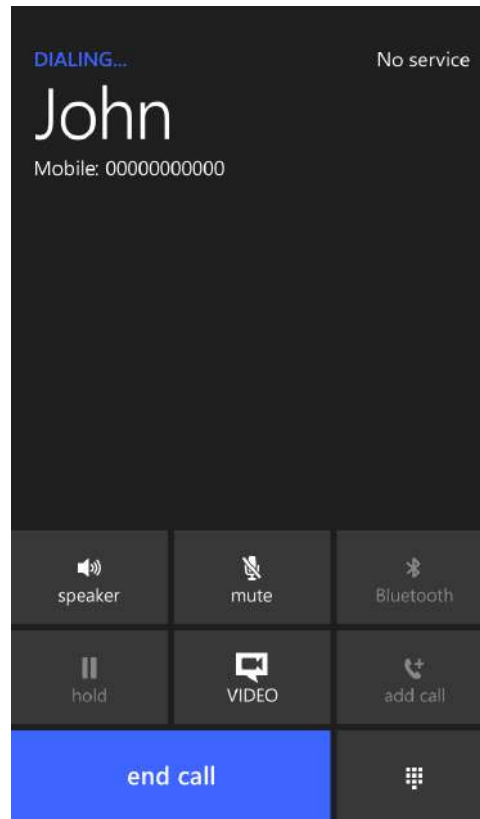 DIALING... No service
John
Mobile: 00000000000
speaker mute Bluetooth
hold VIDEO add call
end call